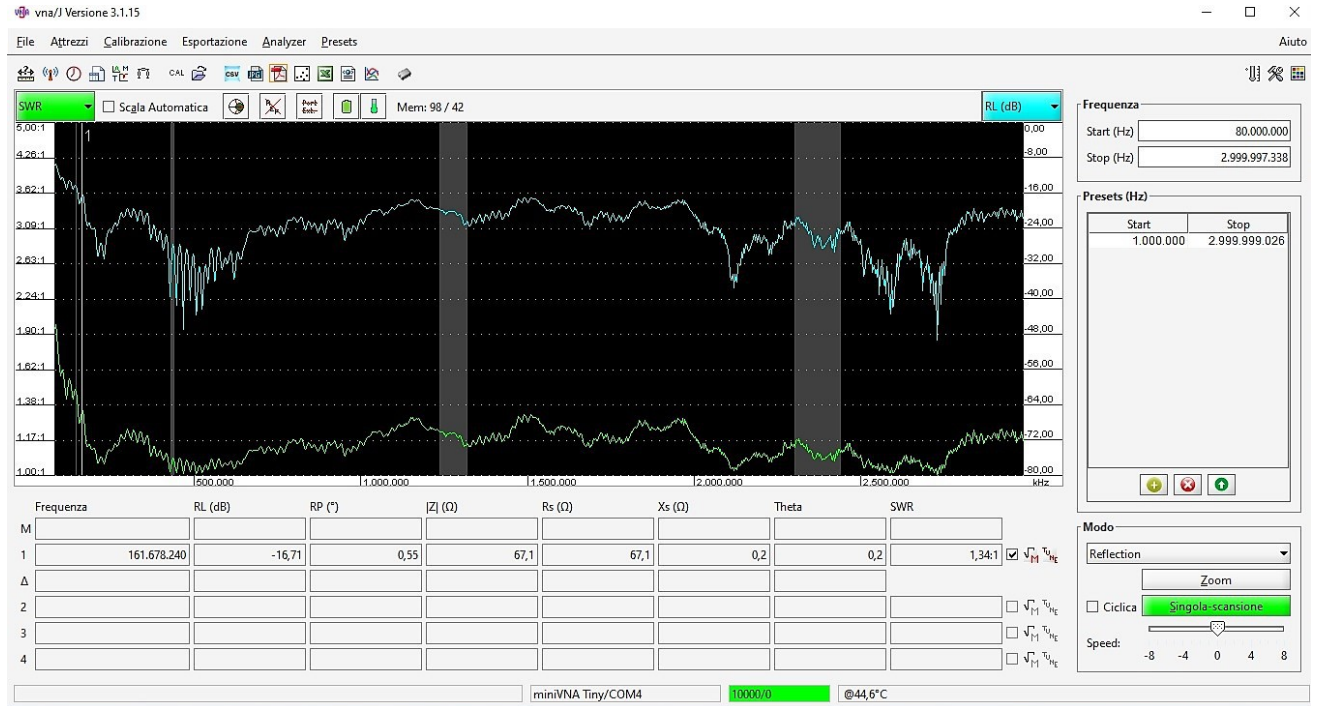 vna/J Versione 3.1.15
File Attrezzi Calibrazione Esportazione Analyzer Presets Aiuto
CAL CSV
SWR Scala Automatica Port Ext. Mem: 98 / 42 RL (dB)
5,00:1 1 0,00
4.26:1 -8,00
3.62:1 -16,00
3.09:1 -24,00
2.63:1 -32,00
2.24:1 -40,00
1.90:1 -48,00
1.62:1 -56,00
1.38:1 -64,00
1.17:1 -72,00
1.00:1 -80,00
500.000 1.000.000 1.500.000 2.000.000 2.500.000 kHz
Frequenza
Start (Hz) 80.000.000
Stop (Hz) 2.999.997.338
Presets (Hz)
Start Stop
1.000.000 2.999.999.026
Frequenza RL (dB) RP (°) |Z| (Ω) Rs (Ω) Xs (Ω) Theta SWR
M
1 161.678.240 -16,71 0,55 67,1 67,1 0,2 0,2 1,34:1 M TUNE
Δ
2 M TUNE
3 M TUNE
4 M TUNE
Modo
Reflection
Zoom
Ciclica Singola-scansione
Speed:
-8 -4 0 4 8
miniVNA Tiny/COM4 10000/0 @44,6°C